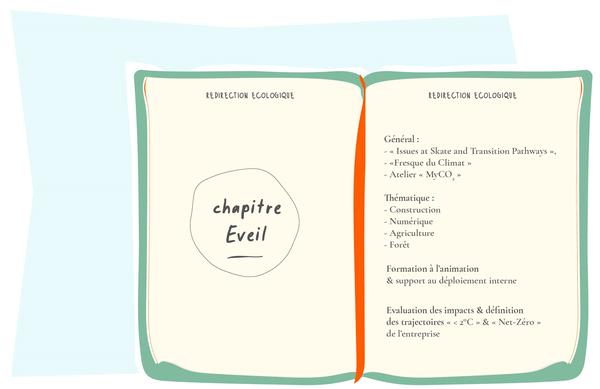 REDIRECTION ECOLOGIQUE
chapitre
Eveil
REDIRECTION ECOLOGIQUE
Général :
- « Issues at Skate and Transition Pathways »,
- «Fresque du Climat »
- Atelier « MyCO₂ »
Thématique :
- Construction
- Numérique
- Agriculture
- Forêt
Formation à l'animation
& support au déploiement interne
Evaluation des impacts & définition
des trajectoires « < 2°C » & « Net-Zéro »
de l'entreprise